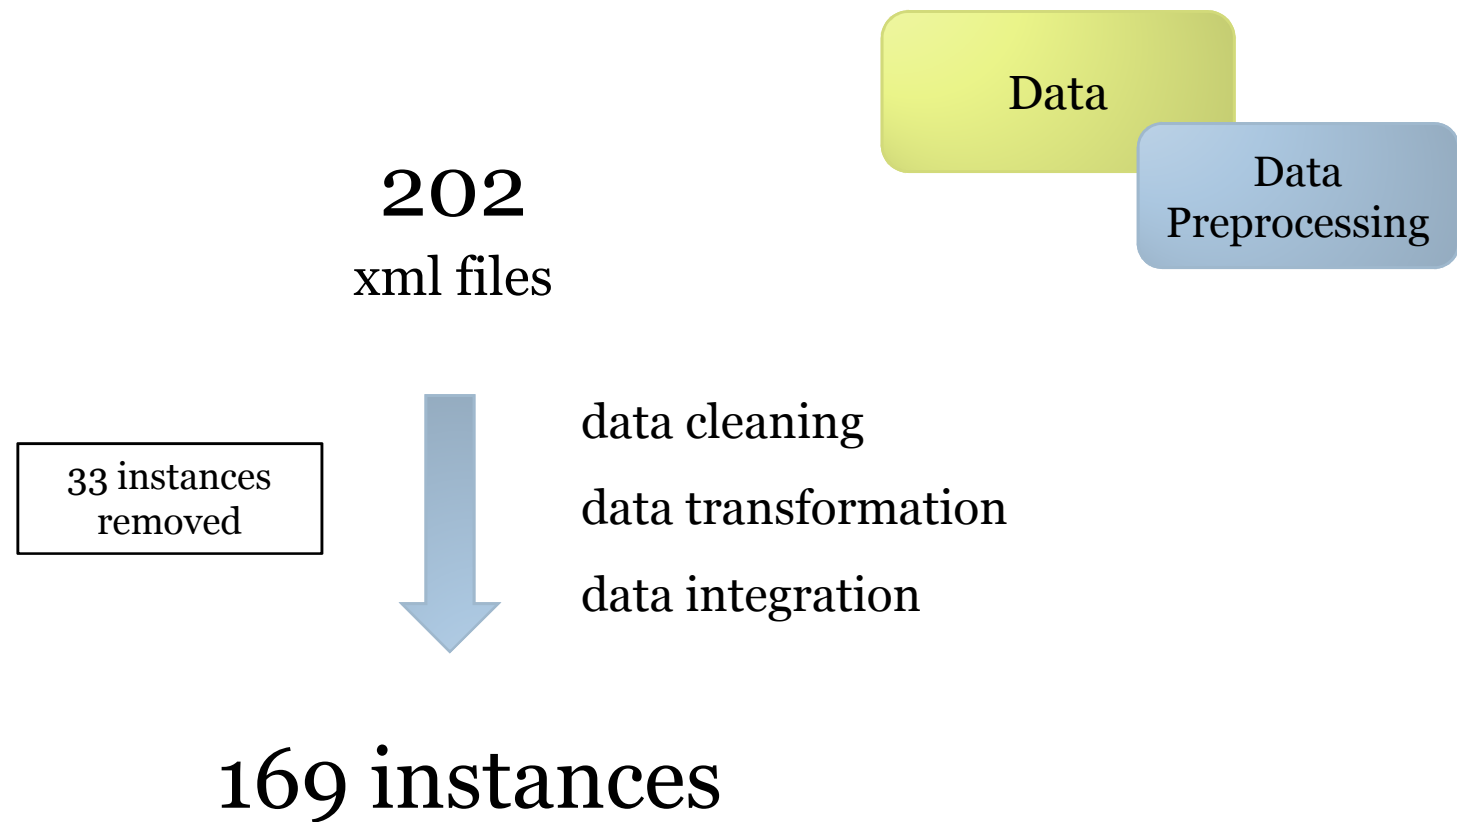 Data
Data
Preprocessing
202
xml files
33 instances
removed
data cleaning
data transformation
data integration
169 instances